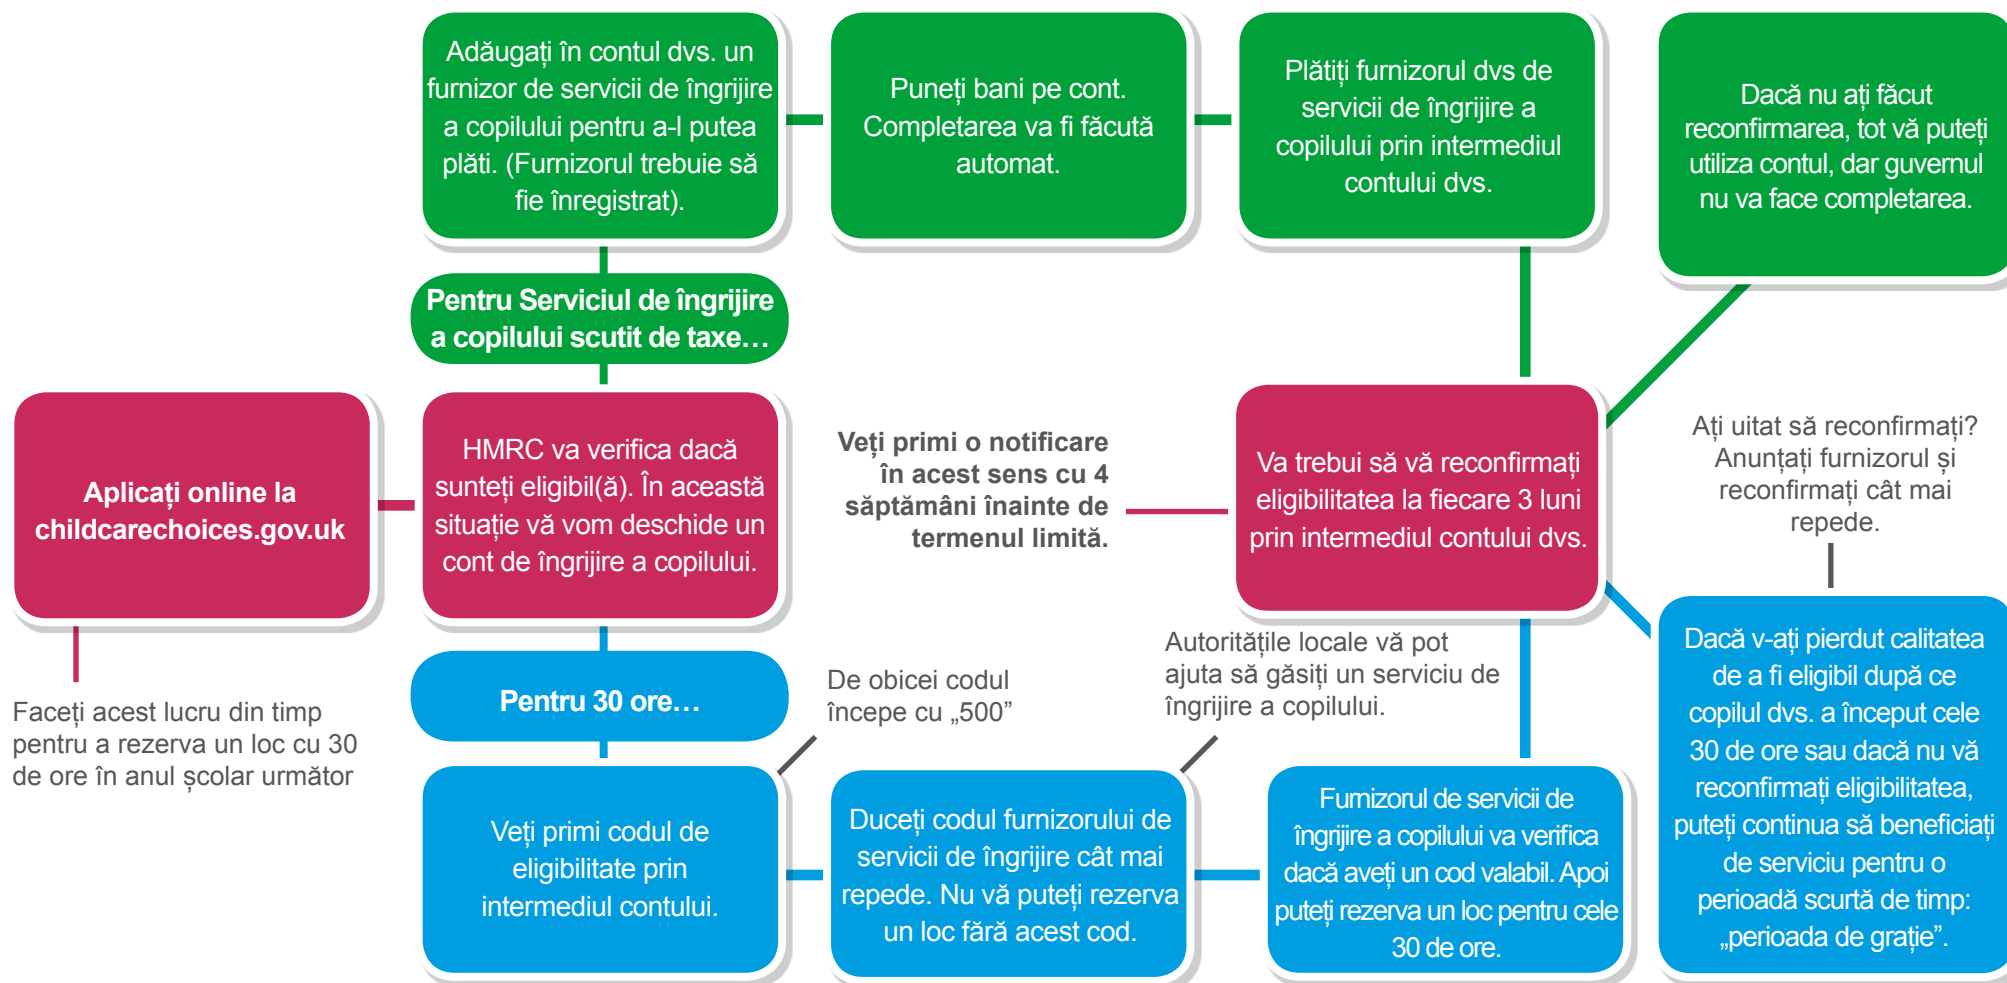 Adăugați în contul dvs. un
furnizor de servicii de îngrijire
a copilului pentru a-l putea
plăti. (Furnizorul trebuie să
fie înregistrat).
Puneți bani pe cont.
Completarea va fi făcută
automat.
Plătiți furnizorul dvs de
servicii de îngrijire a
copilului prin intermediul
contului dvs.
Dacă nu ați făcut
reconfirmarea, tot vă puteți
utiliza contul, dar guvernul
nu va face completarea.
Pentru Serviciul de îngrijire
a copilului scutit de taxe…
Aplicați online la
childcarechoices.gov.uk
HMRC va verifica dacă
sunteți eligibil(ă). În această
situație vă vom deschide un
cont de îngrijire a copilului.
Veți primi o notificare
în acest sens cu 4
săptămâni înainte de
termenul limită.
Va trebui să vă reconfirmați
eligibilitatea la fiecare 3 luni
prin intermediul contului dvs.
Ați uitat să reconfirmați?
Anunțați furnizorul și
reconfirmați cât mai
repede.
Faceți acest lucru din timp
pentru a rezerva un loc cu 30
de ore în anul școlar următor
Pentru 30 ore…
De obicei codul
începe cu „500”
Autoritățile locale vă pot
ajuta să găsiți un serviciu de
îngrijire a copilului.
Veți primi codul de
eligibilitate prin
intermediul contului.
Duceți codul furnizorului de
servicii de îngrijire cât mai
repede. Nu vă puteți rezerva
un loc fără acest cod.
Furnizorul de servicii de
îngrijire a copilului va verifica
dacă aveți un cod valabil. Apoi
puteți rezerva un loc pentru cele
30 de ore.
Dacă v-ați pierdut calitatea
de a fi eligibil după ce
copilul dvs. a început cele
30 de ore sau dacă nu vă
reconfirmați eligibilitatea,
puteți continua să beneficiați
de serviciu pentru o
perioadă scurtă de timp:
„perioada de grație”.